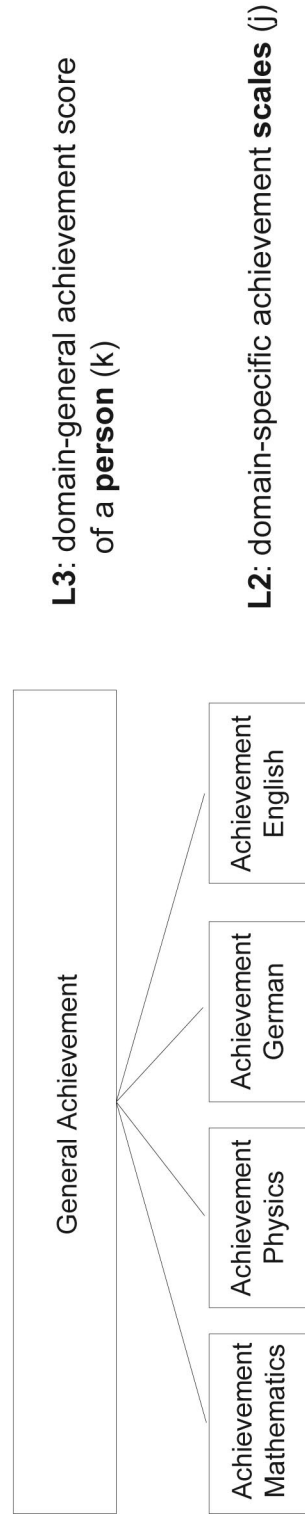 General Achievement
L3: domain-general achievement score
of a person (k)
Achievement
Mathematics
Achievement
Physics
Achievement
German
Achievement
English
L2: domain-specific achievement scales (j)